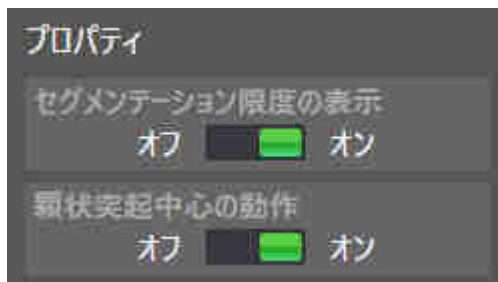 プロパティ
セグメンテーション限度の表示
オフ オン
顆状突起中心の動作
オフ オン